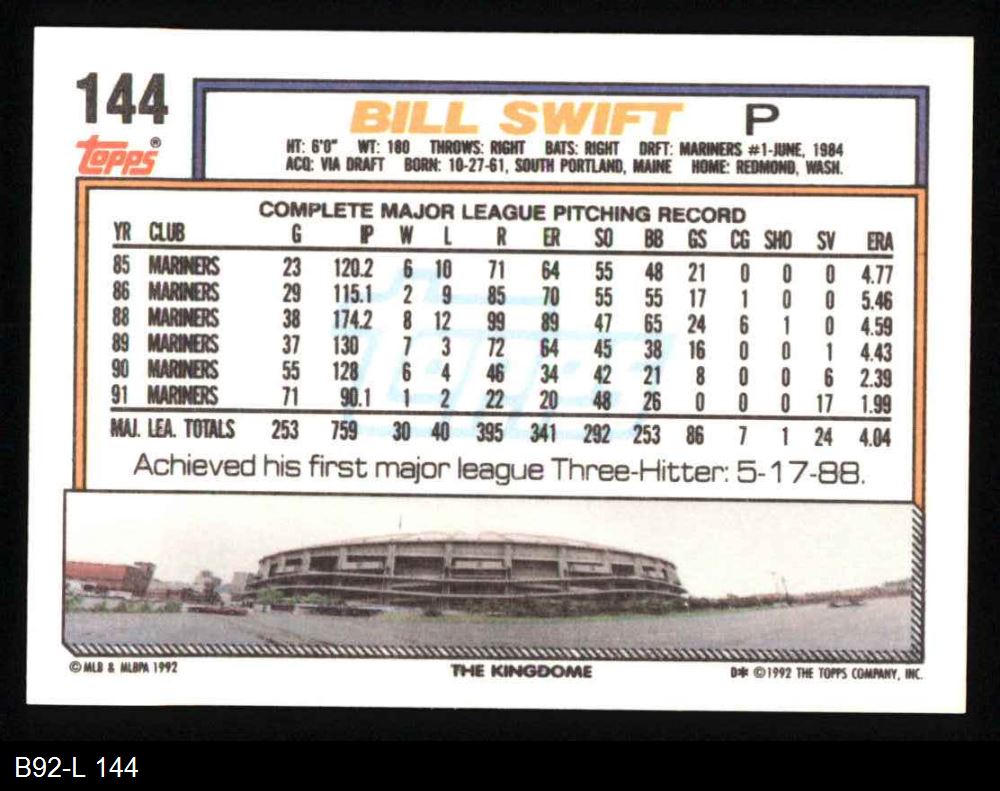 144
Topps®
BILL SWIFT P
HT: 6'0" WT: 180 THROWS: RIGHT BATS: RIGHT DRFT: MARINERS #1-JUNE, 1984
ACQ: VIA DRAFT BORN: 10-27-61, SOUTH PORTLAND, MAINE HOME: REDMOND, WASH.
COMPLETE MAJOR LEAGUE PITCHING RECORD
YR CLUB G IP W L R ER SO BB GS CG SHO SV ERA
85 MARINERS 23 120.2 6 10 71 64 55 48 21 0 0 0 4.77
86 MARINERS 29 115.1 2 9 85 70 55 55 17 1 0 0 5.46
88 MARINERS 38 174.2 8 12 99 89 47 65 24 6 1 0 4.59
89 MARINERS 37 130 7 3 72 64 45 38 16 0 0 1 4.43
90 MARINERS 55 128 6 4 46 34 42 21 8 0 0 6 2.39
91 MARINERS 71 90.1 1 2 22 20 48 26 0 0 0 17 1.99
MAJ. LEA. TOTALS 253 759 30 40 395 341 292 253 86 7 1 24 4.04
Topps
Achieved his first major league Three-Hitter: 5-17-88.
© MLB & MLBPA 1992 THE KINGDOME D* © 1992 THE TOPPS COMPANY, INC.
B92-L 144